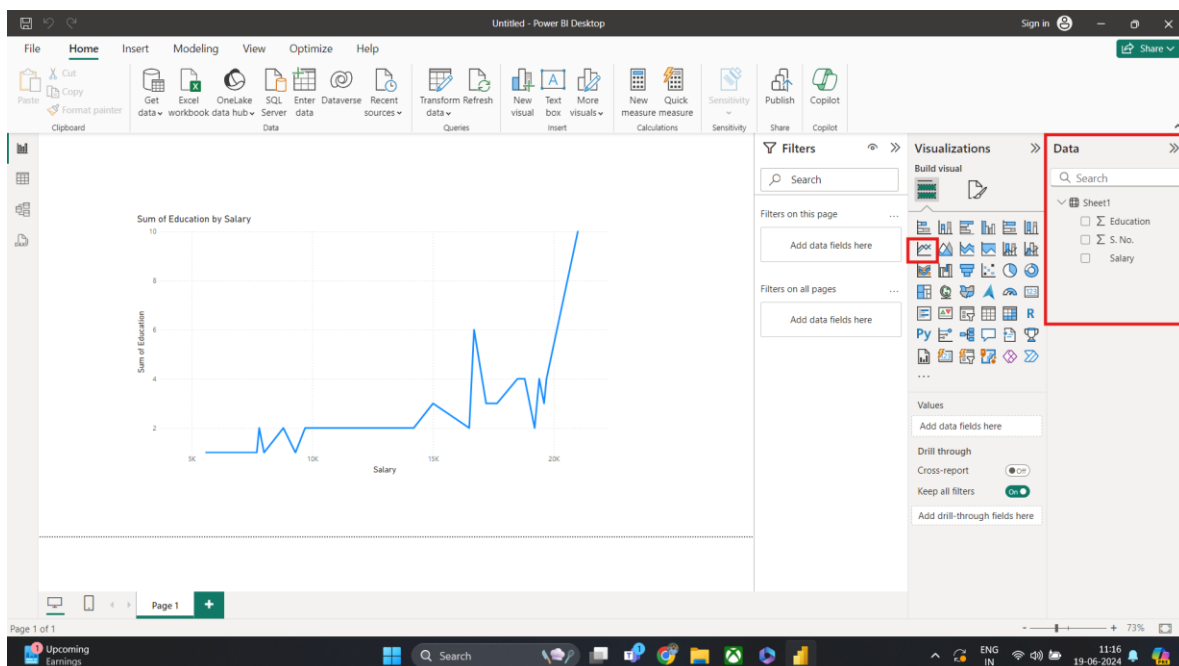 Untitled - Power BI Desktop
Sign in
File Home Insert Modeling View Optimize Help
Share
Paste
Cut
Copy
Format painter
Clipboard
Get data
Excel workbook
OneLake data hub
SQL Server
Enter data
Dataverse
Recent sources
Data
Transform data
Refresh
Queries
New visual
Text box
More visuals
Insert
New measure
Quick measure
Calculations
Sensitivity
Sensitivity
Publish
Share
Copilot
Copilot
Sum of Education by Salary
Sum of Education
10
8
6
4
2
5K 10K 15K 20K
Salary
Filters
Search
Filters on this page ...
Add data fields here
Filters on all pages ...
Add data fields here
Visualizations
Build visual
123
R
Py
...
Values
Add data fields here
Drill through
Cross-report Off
Keep all filters On
Add drill-through fields here
Data
Search
Sheet1
Σ Education
Σ S. No.
Salary
Page 1 +
Page 1 of 1
- + 73%
1
Upcoming
Earnings
Search
ENG
IN
11:16
19-06-2024